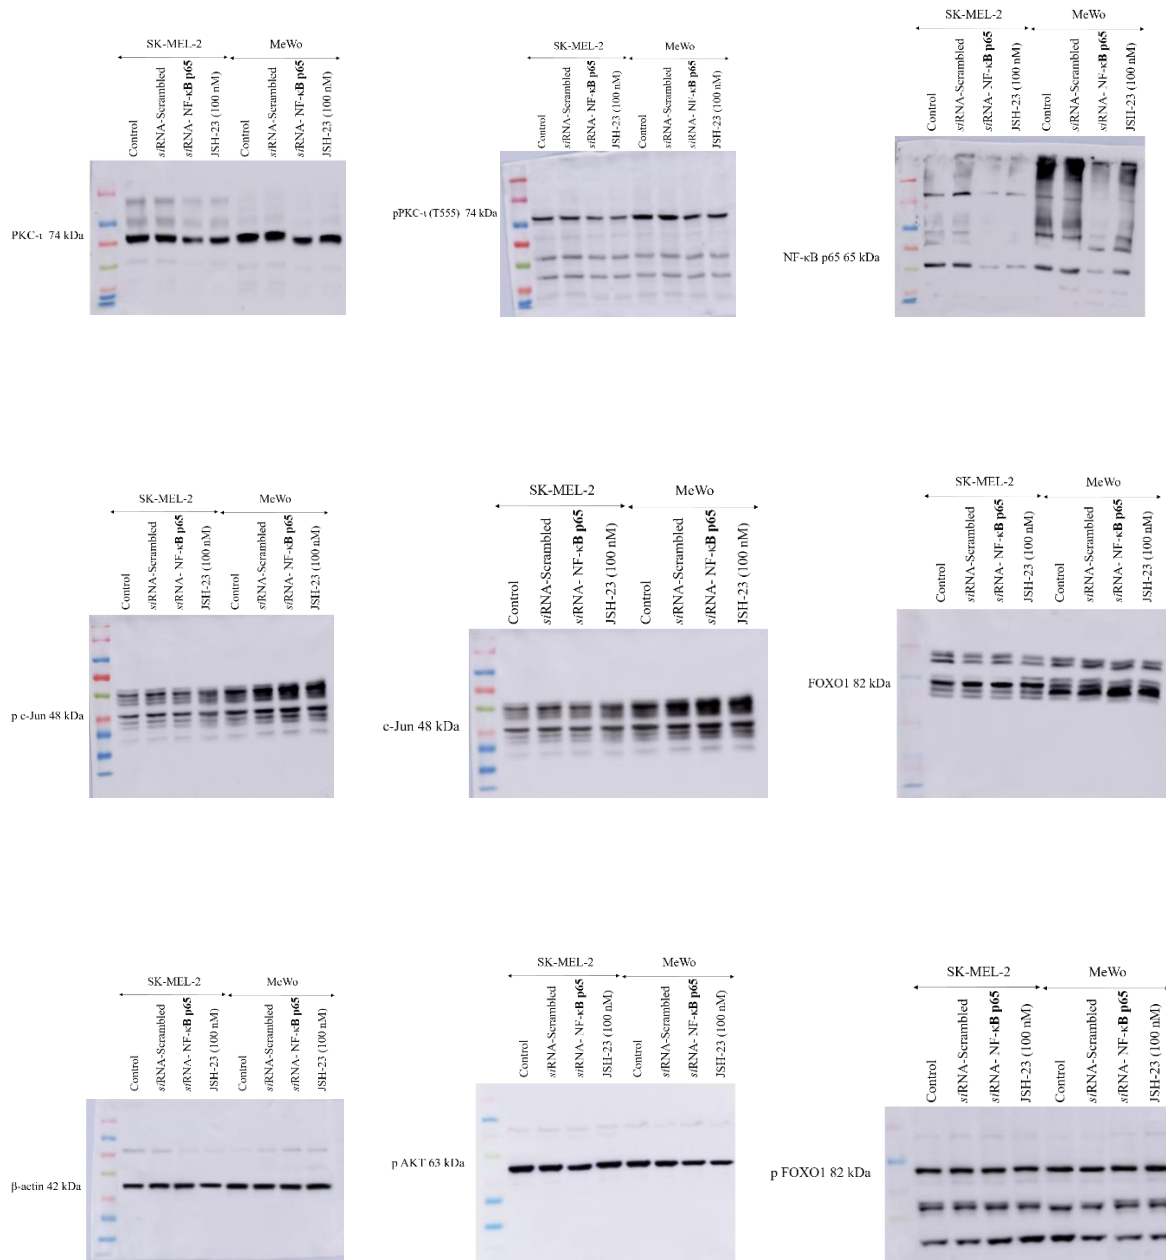 SK-MEL-2 MeWo
Control
siRNA-Scrambled
siRNA- NF-κB p65
JSH-23 (100 nM)
Control
siRNA-Scrambled
siRNA- NF-κB p65
JSH-23 (100 nM)
PKC-ι 74 kDa
SK-MEL-2 MeWo
Control
siRNA-Scrambled
siRNA- NF-κB p65
JSH-23 (100 nM)
Control
siRNA-Scrambled
siRNA- NF-κB p65
JSH-23 (100 nM)
pPKC-ι (T555) 74 kDa
SK-MEL-2 MeWo
Control
siRNA-Scrambled
siRNA- NF-κB p65
JSH-23 (100 nM)
Control
siRNA-Scrambled
siRNA- NF-κB p65
JSH-23 (100 nM)
NF-κB p65 65 kDa
SK-MEL-2 MeWo
Control
siRNA-Scrambled
siRNA- NF-κB p65
JSH-23 (100 nM)
Control
siRNA-Scrambled
siRNA- NF-κB p65
JSH-23 (100 nM)
p c-Jun 48 kDa
SK-MEL-2 MeWo
Control
siRNA-Scrambled
siRNA- NF-κB p65
JSH-23 (100 nM)
Control
siRNA-Scrambled
siRNA- NF-κB p65
JSH-23 (100 nM)
c-Jun 48 kDa
SK-MEL-2 MeWo
Control
siRNA-Scrambled
siRNA- NF-κB p65
JSH-23 (100 nM)
Control
siRNA-Scrambled
siRNA- NF-κB p65
JSH-23 (100 nM)
FOXO1 82 kDa
SK-MEL-2 MeWo
Control
siRNA-Scrambled
siRNA- NF-κB p65
JSH-23 (100 nM)
Control
siRNA-Scrambled
siRNA- NF-κB p65
JSH-23 (100 nM)
β-actin 42 kDa
SK-MEL-2 MeWo
Control
siRNA-Scrambled
siRNA- NF-κB p65
JSH-23 (100 nM)
Control
siRNA-Scrambled
siRNA- NF-κB p65
JSH-23 (100 nM)
p AKT 63 kDa
SK-MEL-2 MeWo
Control
siRNA-Scrambled
siRNA- NF-κB p65
JSH-23 (100 nM)
Control
siRNA-Scrambled
siRNA- NF-κB p65
JSH-23 (100 nM)
p FOXO1 82 kDa